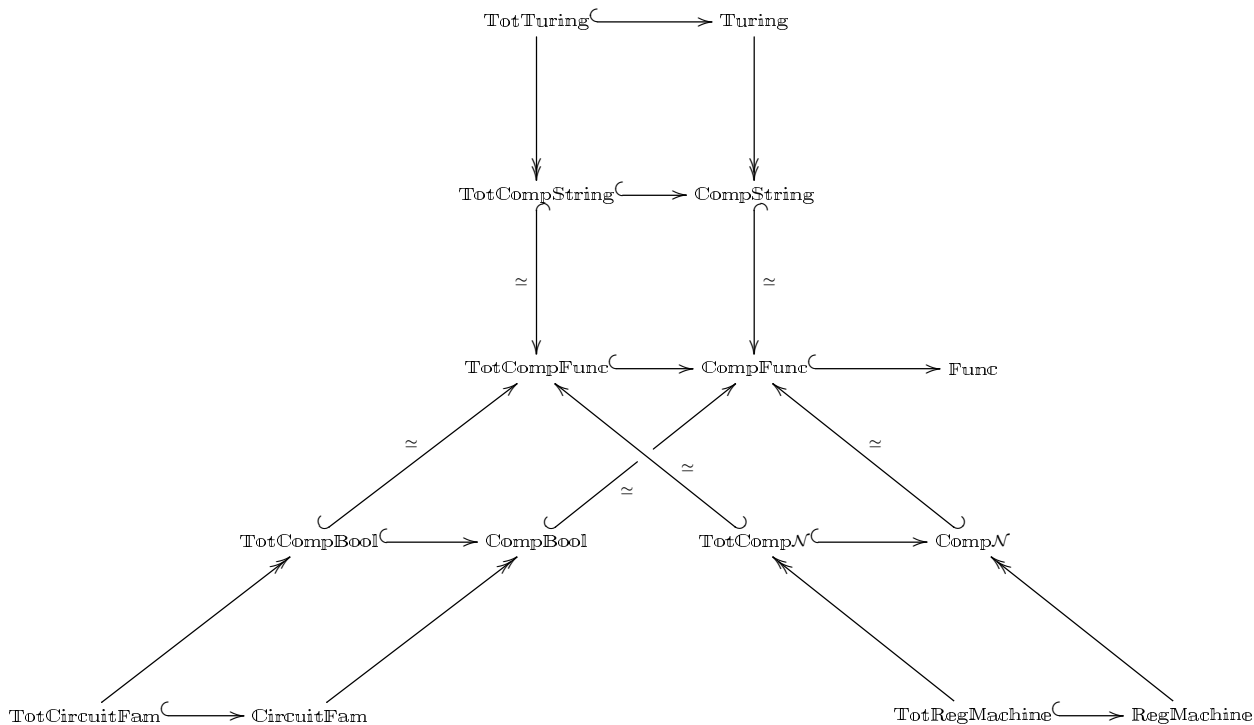 𝕋otTuring 𝕋uring
𝕋otℂomp𝕊tring ℂomp𝕊tring
≃ ≃
𝕋otℂomp𝔽unc ℂomp𝔽unc 𝔽unc
≃ ≃
≃
≃
𝕋otℂomp𝔹ool ℂomp𝔹ool 𝕋otℂomp𝒩 ℂomp𝒩
𝕋otℂircuit𝔽am ℂircuit𝔽am 𝕋otℝeg𝕄achine ℝeg𝕄achine